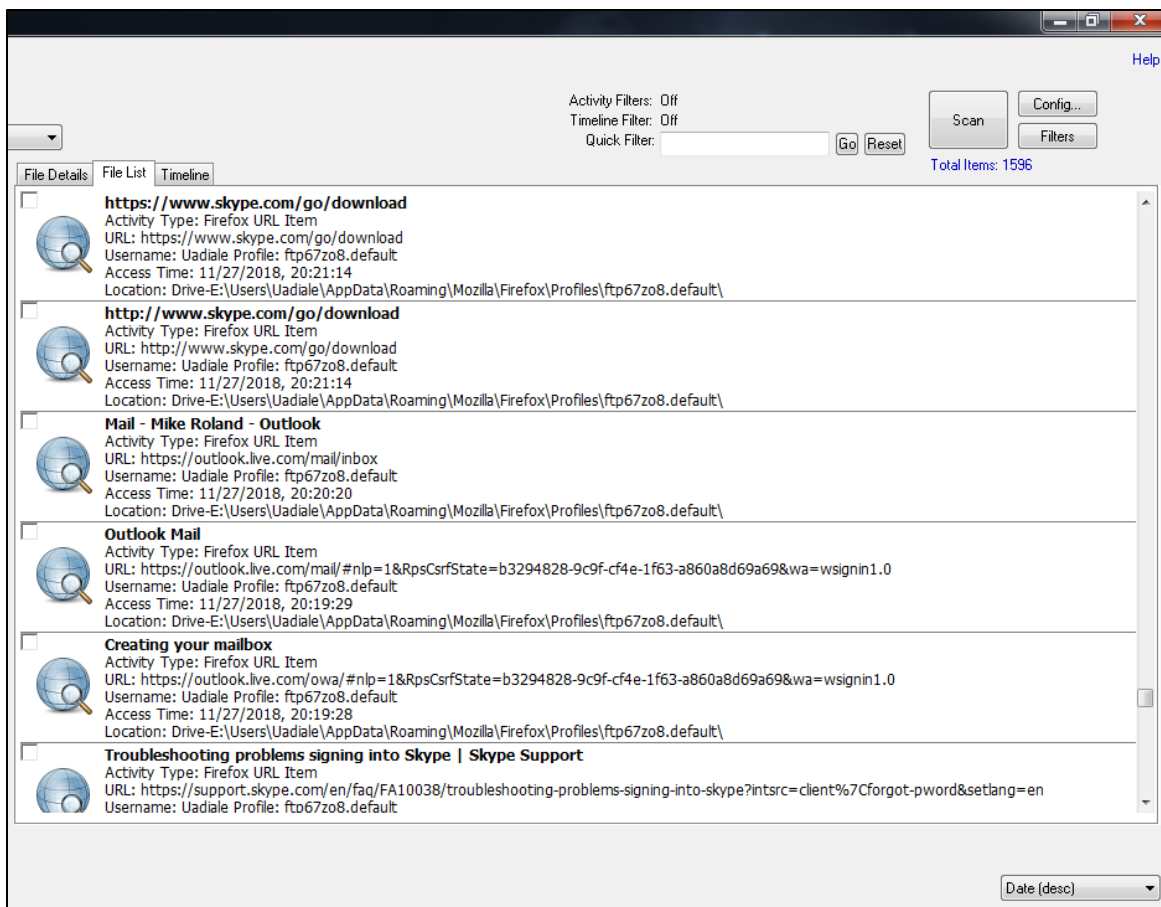 Help
Activity Filters: Off
Timeline Filter: Off
Quick Filter:
Go Reset
Scan
Config...
Filters
Total Items: 1596
File Details File List Timeline
https://www.skype.com/go/download
Activity Type: Firefox URL Item
URL: https://www.skype.com/go/download
Username: Uadiale Profile: ftp67zo8.default
Access Time: 11/27/2018, 20:21:14
Location: Drive-E:\Users\Uadiale\AppData\Roaming\Mozilla\Firefox\Profiles\ftp67zo8.default\
http://www.skype.com/go/download
Activity Type: Firefox URL Item
URL: http://www.skype.com/go/download
Username: Uadiale Profile: ftp67zo8.default
Access Time: 11/27/2018, 20:21:14
Location: Drive-E:\Users\Uadiale\AppData\Roaming\Mozilla\Firefox\Profiles\ftp67zo8.default\
Mail - Mike Roland - Outlook
Activity Type: Firefox URL Item
URL: https://outlook.live.com/mail/inbox
Username: Uadiale Profile: ftp67zo8.default
Access Time: 11/27/2018, 20:20:20
Location: Drive-E:\Users\Uadiale\AppData\Roaming\Mozilla\Firefox\Profiles\ftp67zo8.default\
Outlook Mail
Activity Type: Firefox URL Item
URL: https://outlook.live.com/mail/#nlp=1&RpsCsrfState=b3294828-9c9f-cf4e-1f63-a860a8d69a69&wa=wsignin1.0
Username: Uadiale Profile: ftp67zo8.default
Access Time: 11/27/2018, 20:19:29
Location: Drive-E:\Users\Uadiale\AppData\Roaming\Mozilla\Firefox\Profiles\ftp67zo8.default\
Creating your mailbox
Activity Type: Firefox URL Item
URL: https://outlook.live.com/owa/#nlp=1&RpsCsrfState=b3294828-9c9f-cf4e-1f63-a860a8d69a69&wa=wsignin1.0
Username: Uadiale Profile: ftp67zo8.default
Access Time: 11/27/2018, 20:19:28
Location: Drive-E:\Users\Uadiale\AppData\Roaming\Mozilla\Firefox\Profiles\ftp67zo8.default\
Troubleshooting problems signing into Skype | Skype Support
Activity Type: Firefox URL Item
URL: https://support.skype.com/en/faq/FA10038/troubleshooting-problems-signing-into-skype?intsrc=client%7Cforgot-pword&setlang=en
Username: Uadiale Profile: ftp67zo8.default
Date (desc)